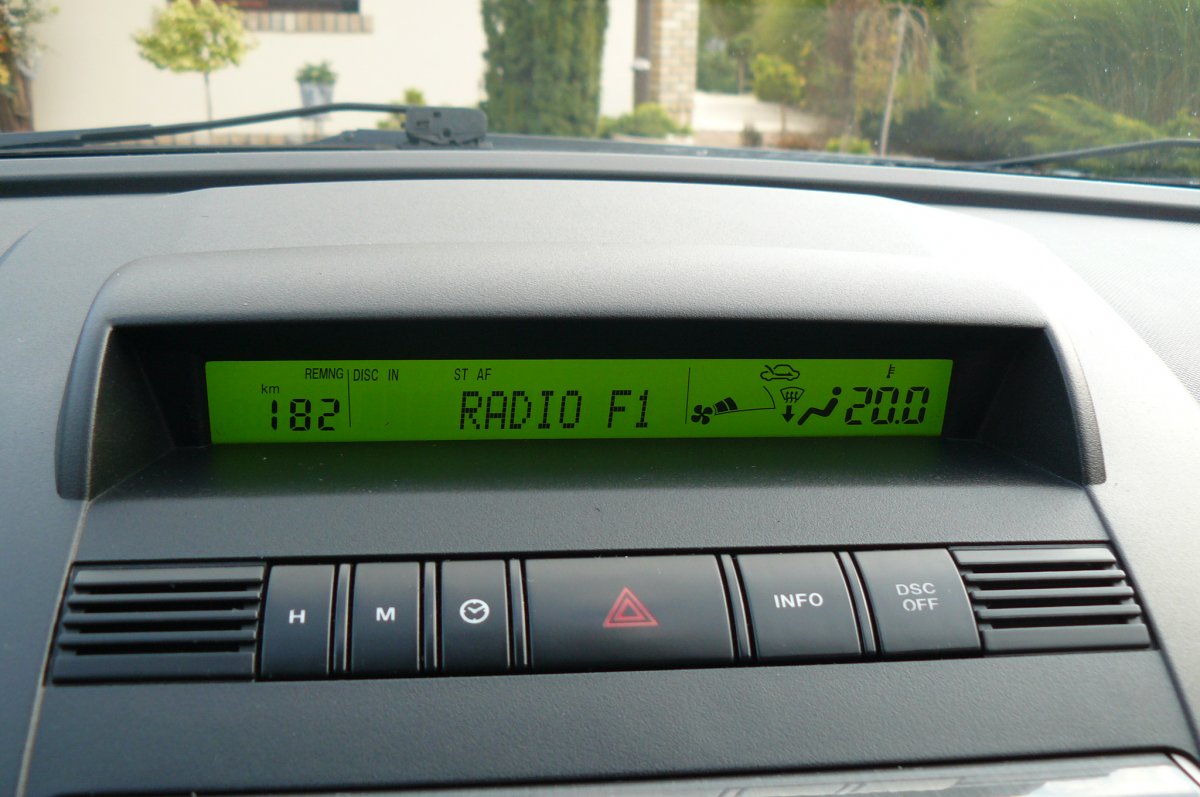 REMNG DISC IN ST AF
km
182 RADIO F1 20.0
H M INFO DSC
OFF